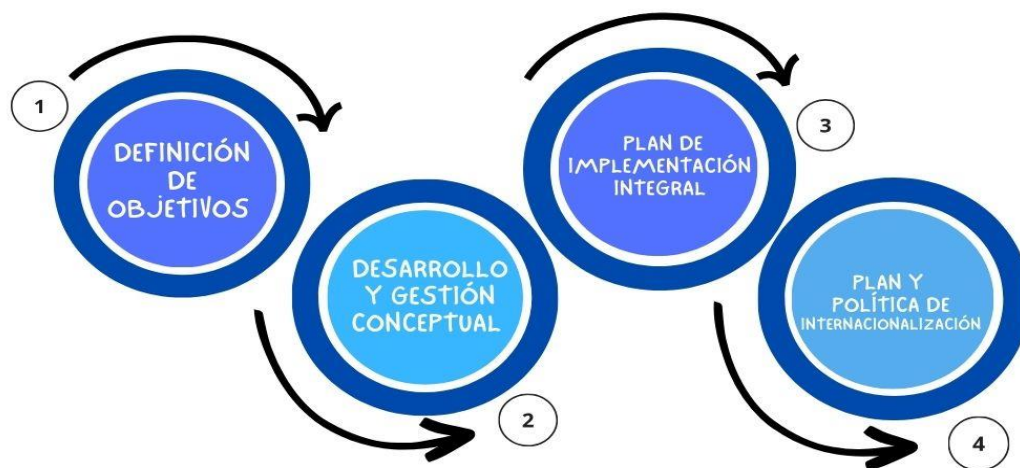 1
DEFINICIÓN
DE
OBJETIVOS
DESARROLLO
Y GESTIÓN
CONCEPTUAL
2
PLAN DE
IMPLEMENTACIÓN
INTEGRAL
3
PLAN Y
POLÍTICA DE
INTERNACIONALIZACIÓN
4